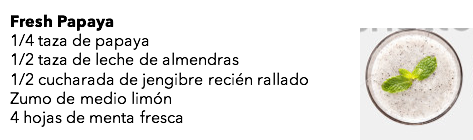 Fresh Papaya
1/4 taza de papaya
1/2 taza de leche de almendras
1/2 cucharada de jengibre recién rallado
Zumo de medio limón
4 hojas de menta fresca